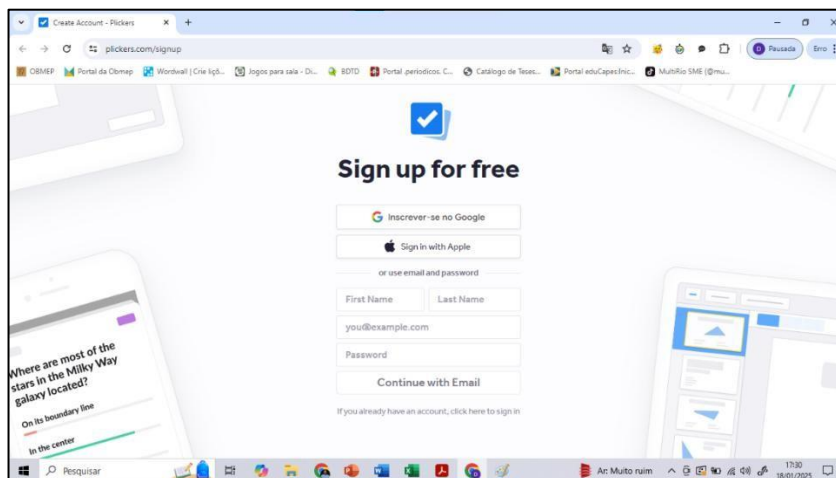 Create Account - Plickers
plickers.com/signup
Pausada
Erro
OBMEP
Portal da Obmep
Wordwall | Crie liçõ...
Jogos para sala - Di...
BDTD
Portal .periodicos. C...
Catálogo de Teses...
Portal eduCapes:Inic...
MultiRio SME (@mu...
Sign up for free
Inscrever-se no Google
Sign in with Apple
or use email and password
First Name
Last Name
you@example.com
Password
Continue with Email
If you already have an account, click here to sign in
Where are most of the
stars in the Milky Way
galaxy located?
On its boundary line
In the center
Pesquisar
Ar: Muito ruim
17:30
18/01/2025